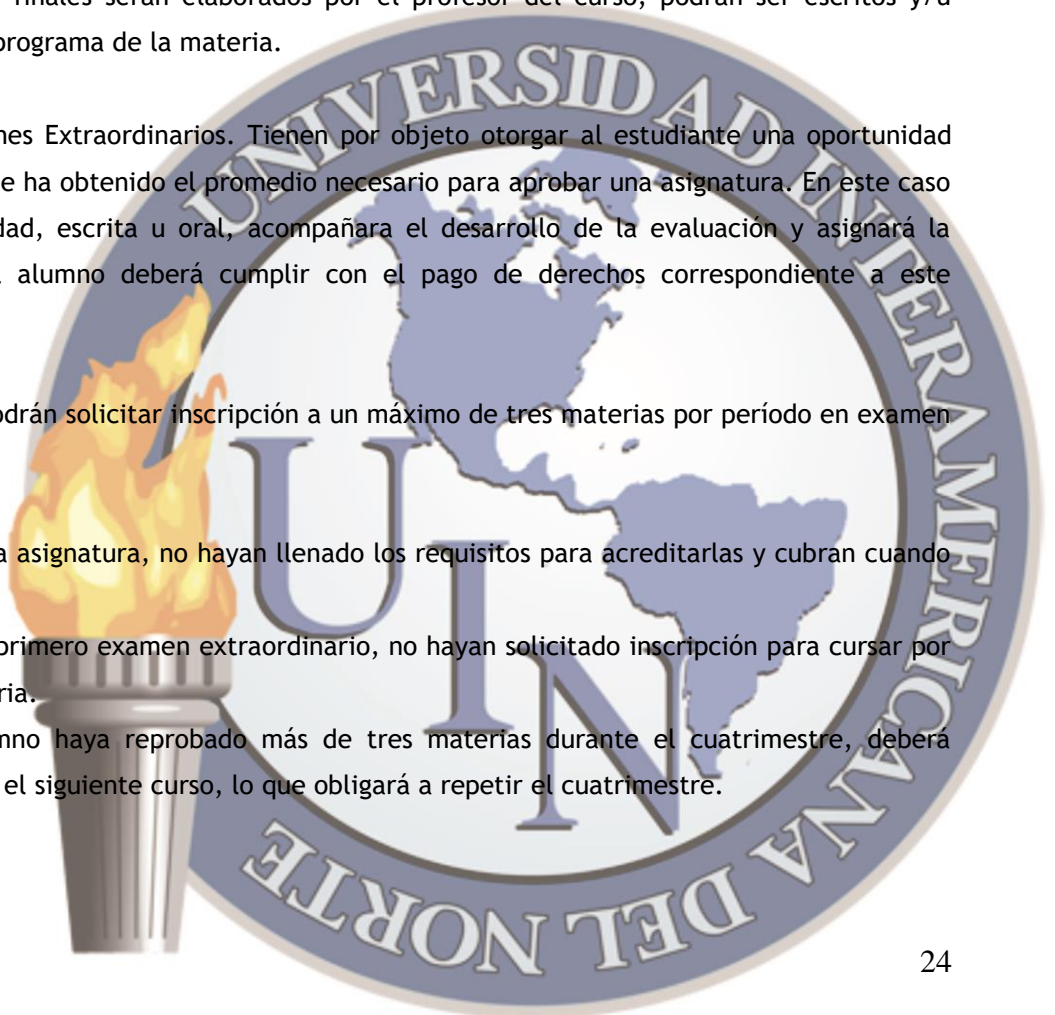 finales serán elaborados por el profesor del curso, podrán ser escritos y/u
programa de la materia.
nes Extraordinarios. Tienen por objeto otorgar al estudiante una oportunidad
e ha obtenido el promedio necesario para aprobar una asignatura. En este caso
dad, escrita u oral, acompañara el desarrollo de la evaluación y asignará la
alumno deberá cumplir con el pago de derechos correspondiente a este
odrán solicitar inscripción a un máximo de tres materias por período en examen
a asignatura, no hayan llenado los requisitos para acreditarlas y cubran cuando
primero examen extraordinario, no hayan solicitado inscripción para cursar por
ria.
mno haya reprobado más de tres materias durante el cuatrimestre, deberá
el siguiente curso, lo que obligará a repetir el cuatrimestre.
UNIVERSIDAD INTERAMERICANA DEL NORTE
UIN
24